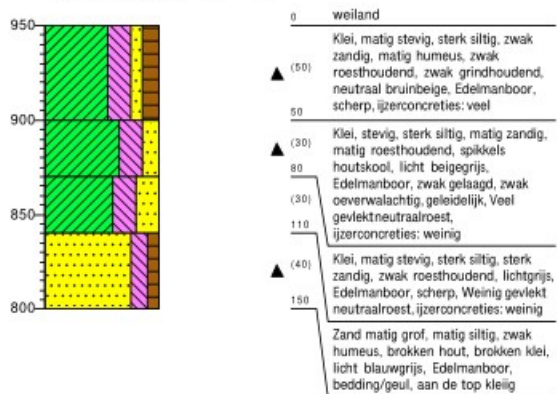 950
900
850
800
0 weiland
Klei, matig stevig, sterk siltig, zwak
zandig, matig humeus, zwak
roesthoudend, zwak grindhoudend,
neutraal bruinbeige, Edelmanboor,
scherp, ijzerconcreties: veel
(50)
50
Klei, stevig, sterk siltig, matig zandig,
matig roesthoudend, spikkels
houtskool, licht beigegrijs,
Edelmanboor, zwak gelaagd, zwak
oeverwalachtig, geleidelijk, Veel
gevlektneutraalroest,
ijzerconcreties: weinig
(30)
80
(30)
110
Klei, matig stevig, sterk siltig, sterk
zandig, zwak roesthoudend, lichtgrijs,
Edelmanboor, scherp, Weinig gevlekt
neutraalroest, ijzerconcreties: weinig
(40)
150
Zand matig grof, matig siltig, zwak
humeus, brokken hout, brokken klei,
licht blauwgrijs, Edelmanboor,
bedding/geul, aan de top kleiig